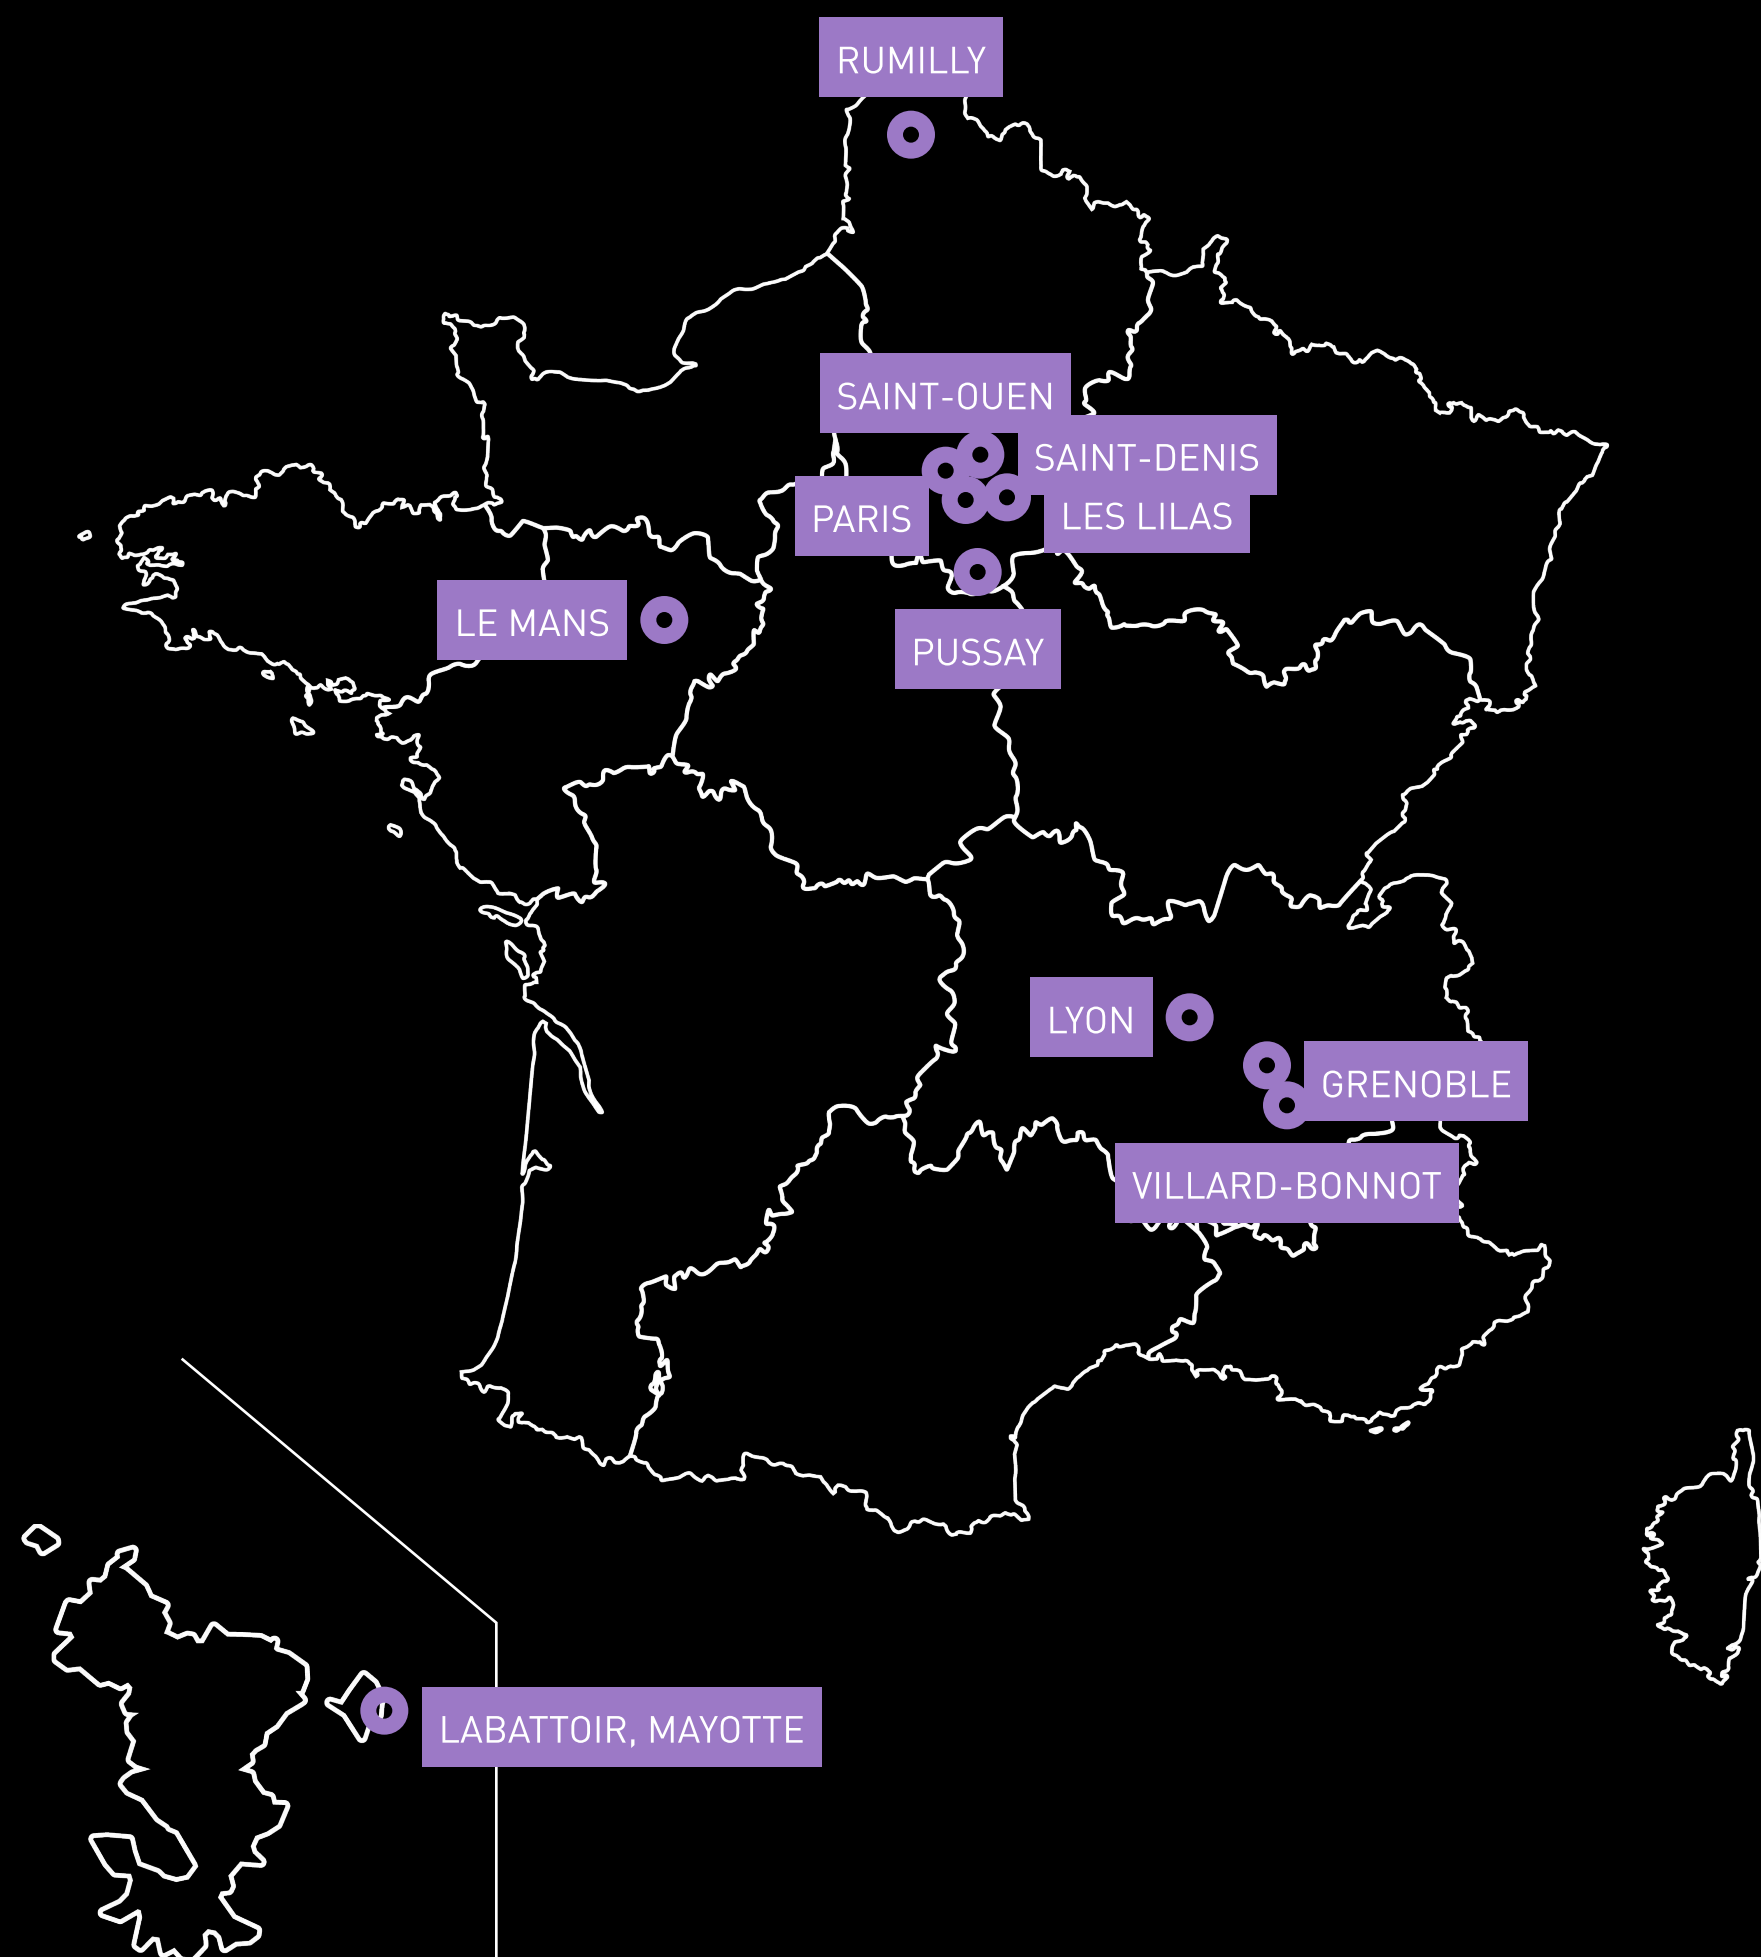 RUMILLY
SAINT-OUEN
SAINT-DENIS
PARIS
LES LILAS
LE MANS
PUSSAY
LYON
GRENOBLE
VILLARD-BONNOT
LABATTOIR, MAYOTTE